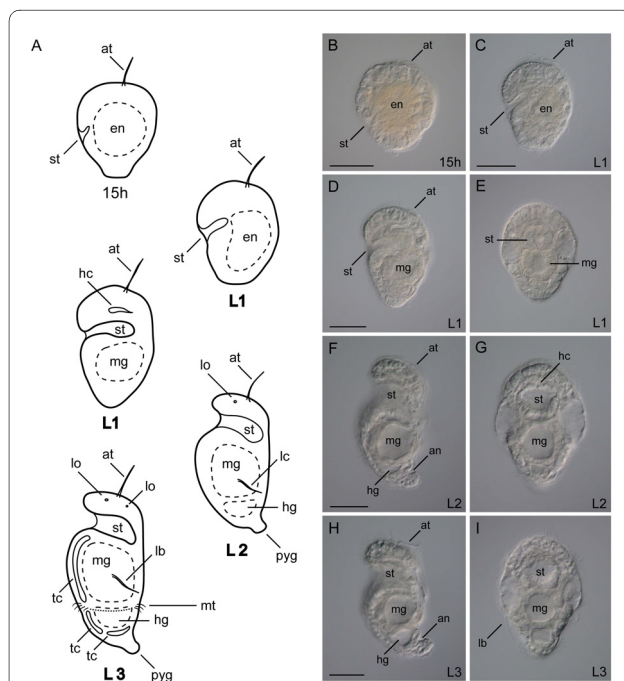 A
at
en
st
15h
at
en
st
L1
at
hc
st
mg
L1
at
lo
st
mg
lc
hg
L2
pyg
at
lo
lo
st
mg
lb
tc
mt
hg
tc
tc
L3
pyg
B
at
en
st
15h
C
at
en
st
L1
D
at
st
mg
L1
E
st
mg
L1
F
at
st
mg
an
hg
L2
G
hc
st
mg
L2
H
at
st
mg
an
hg
L3
I
st
mg
lb
L3